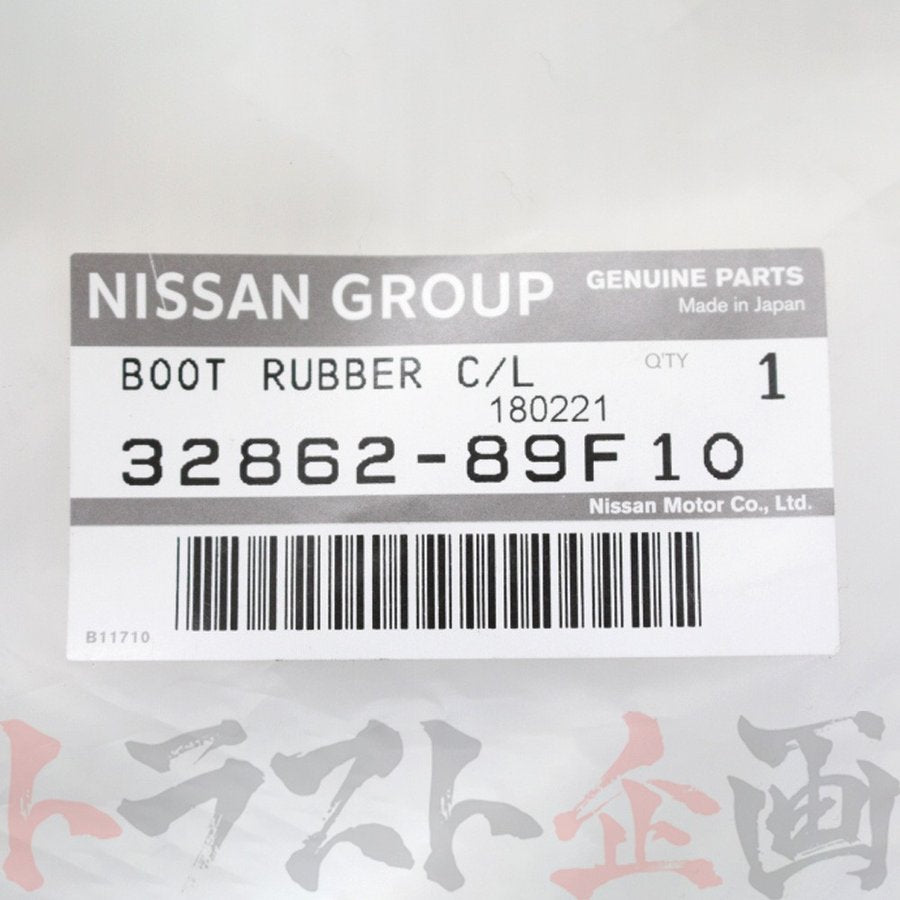 NISSAN GROUP
GENUINE PARTS
Made in Japan
BOOT RUBBER C/L
Q'TY 1
180221
32862-89F10
Nissan Motor Co., Ltd.
B11710
トラスト企画